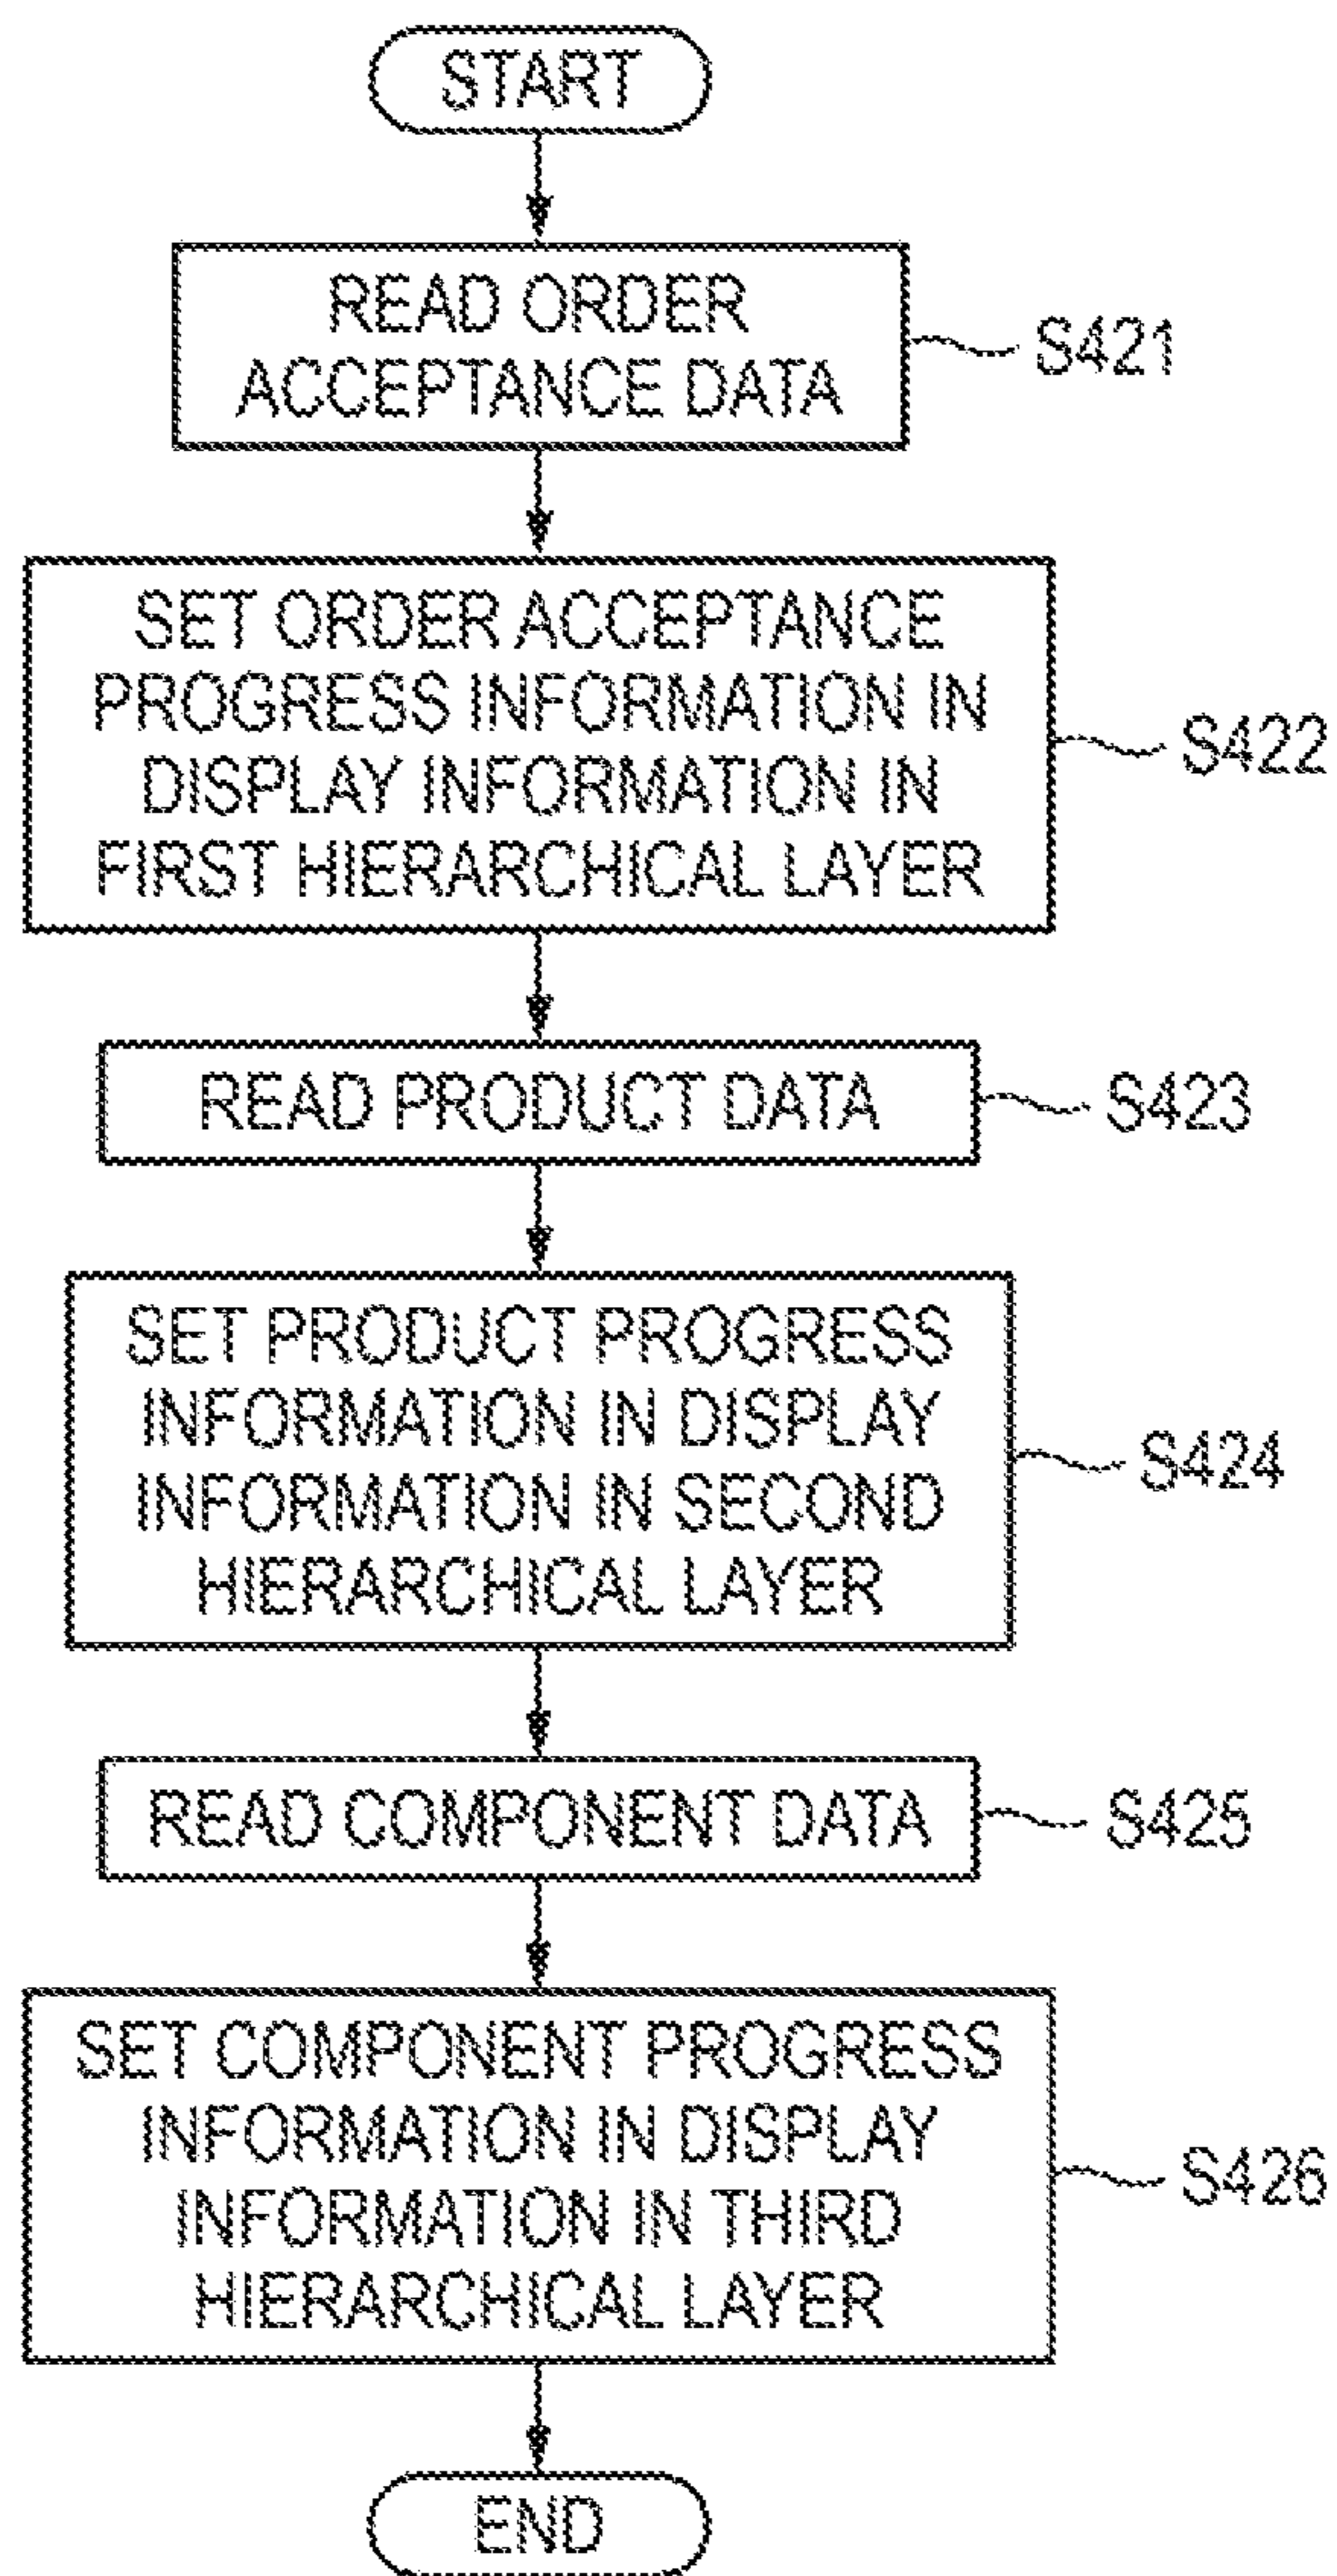 START
READ ORDER
ACCEPTANCE DATA
S421
SET ORDER ACCEPTANCE
PROGRESS INFORMATION IN
DISPLAY INFORMATION IN
FIRST HIERARCHICAL LAYER
S422
READ PRODUCT DATA
S423
SET PRODUCT PROGRESS
INFORMATION IN DISPLAY
INFORMATION IN SECOND
HIERARCHICAL LAYER
S424
READ COMPONENT DATA
S425
SET COMPONENT PROGRESS
INFORMATION IN DISPLAY
INFORMATION IN THIRD
HIERARCHICAL LAYER
S426
END